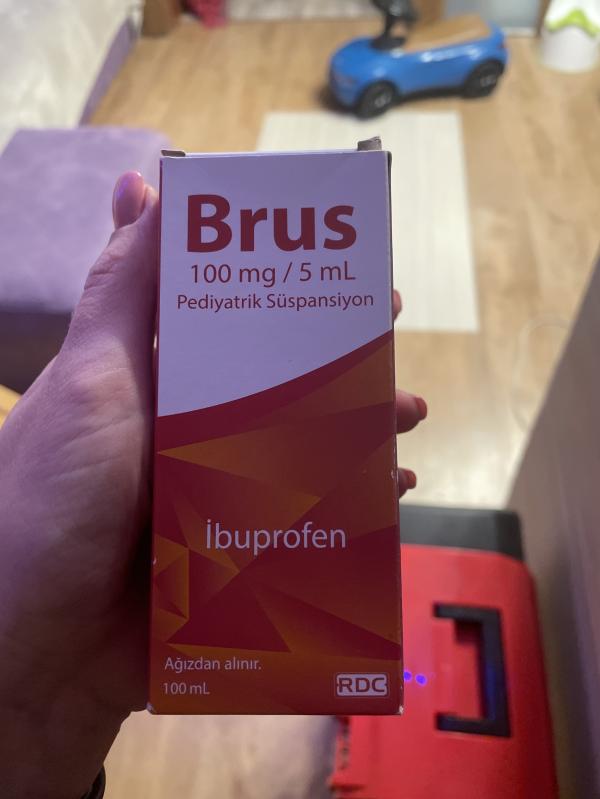 Brus
100 mg / 5 mL
Pediyatrik Süspansiyon
İbuprofen
Ağızdan alınır.
100 mL
RDC